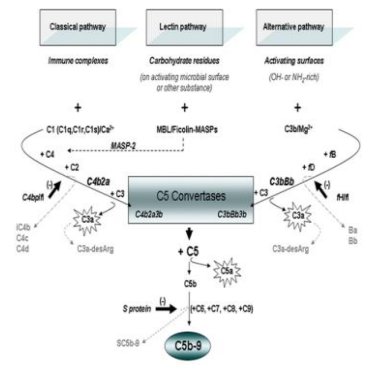 Classical pathway
Lectin pathway
Alternative pathway
Immune complexes
Carbohydrate residues
Activating surfaces
(on activating microbial surface
or other substance)
(OH- or NH2-rich)
+
+
+
C1 (C1q,C1r,C1s)/Ca2+
MBL/Ficolin-MASPs
C3b/Mg2+
MASP-2
+ C4
+ fB
+ C2
+ fD
(-)
C4b2a
C3bBb
(-)
+ C3
C5 Convertases
+ C3
C4bp/fI
fH/fI
C4b2a3b
C3bBb3b
C3a
C3a
iC4b
C4c
C4d
Ba
Bb
C3a-desArg
C3a-desArg
+ C5
C5a
C5b
(-)
S protein
(+C6, +C7, +C8, +C9)
SC5b-9
C5b-9